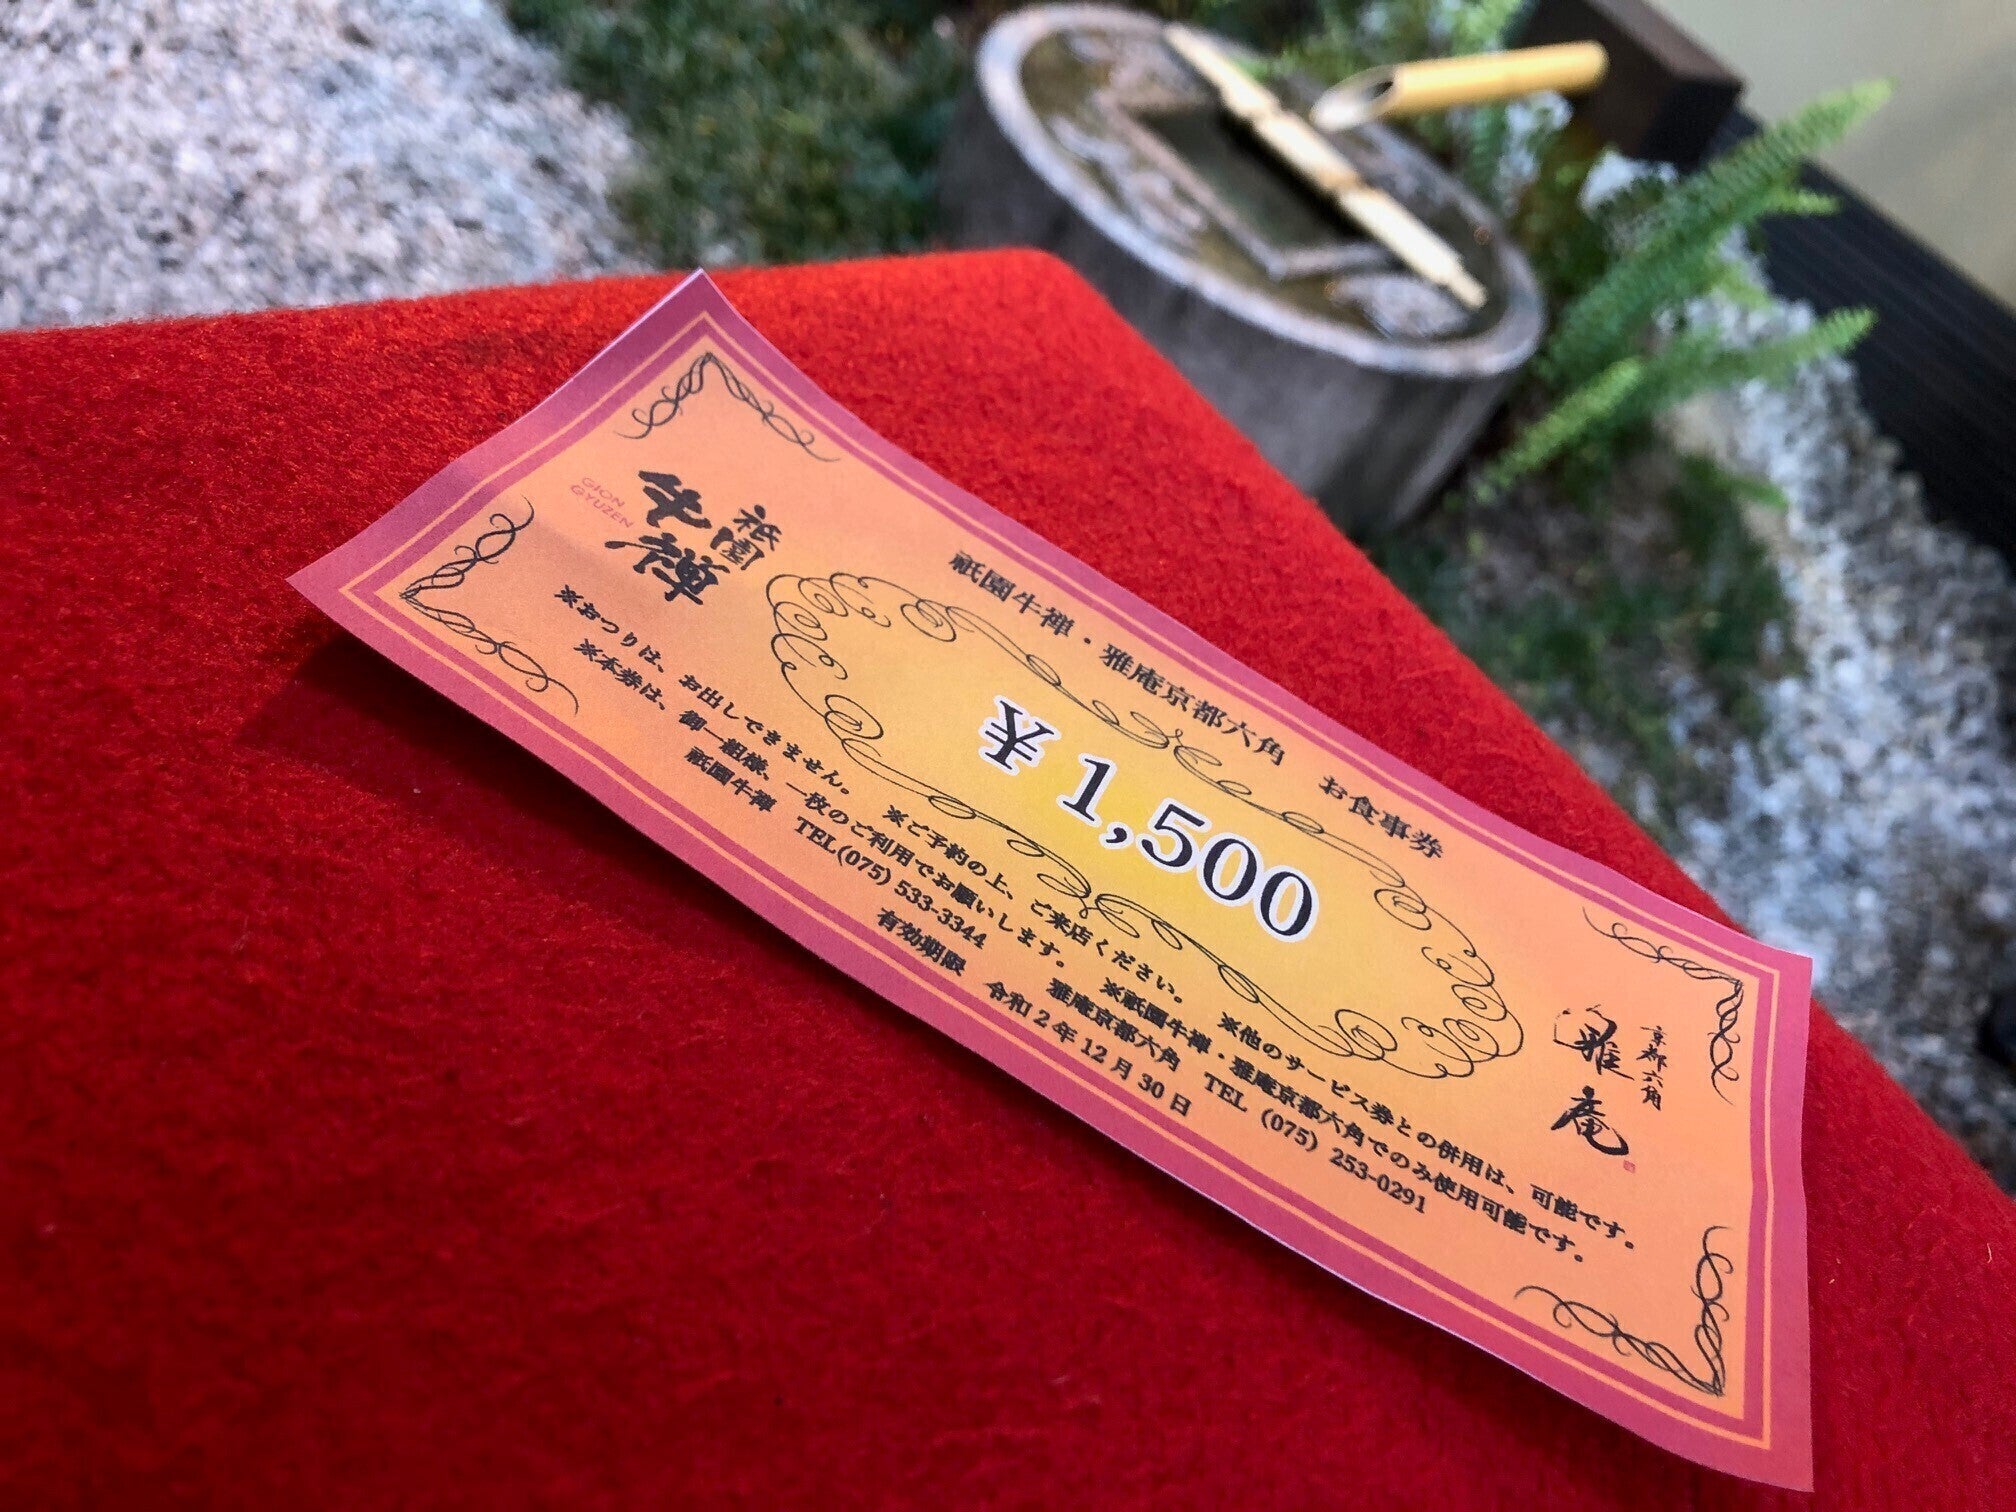 祇園
牛禅
GION
GYUZEN
祇園牛禅・雅庵京都六角　お食事券
¥1,500
京都六角
雅庵
※おつりは、お出しできません。　※ご予約の上、ご来店ください。　※他のサービス券との併用は、可能です。
※本券は、御一組様、一枚のご利用でお願いします。　※祇園牛禅・雅庵京都六角でのみ使用可能です。
祇園牛禅　TEL(075) 533-3344　雅庵京都六角　TEL (075) 253-0291
有効期限　令和2年12月30日